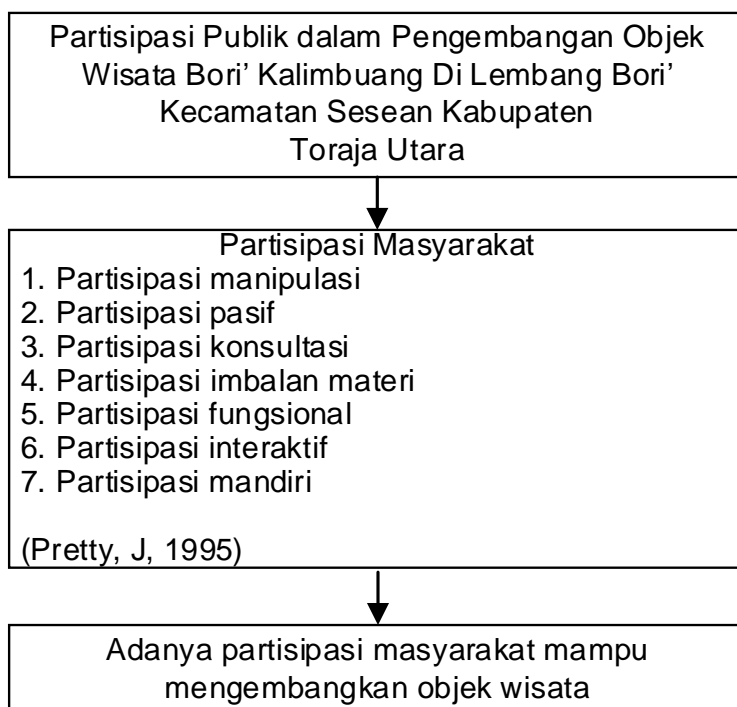 Partisipasi Publik dalam Pengembangan Objek
Wisata Bori’ Kalimbuang Di Lembang Bori’
Kecamatan Sesean Kabupaten
Toraja Utara
Partisipasi Masyarakat
1. Partisipasi manipulasi
2. Partisipasi pasif
3. Partisipasi konsultasi
4. Partisipasi imbalan materi
5. Partisipasi fungsional
6. Partisipasi interaktif
7. Partisipasi mandiri
(Pretty, J, 1995)
Adanya partisipasi masyarakat mampu
mengembangkan objek wisata